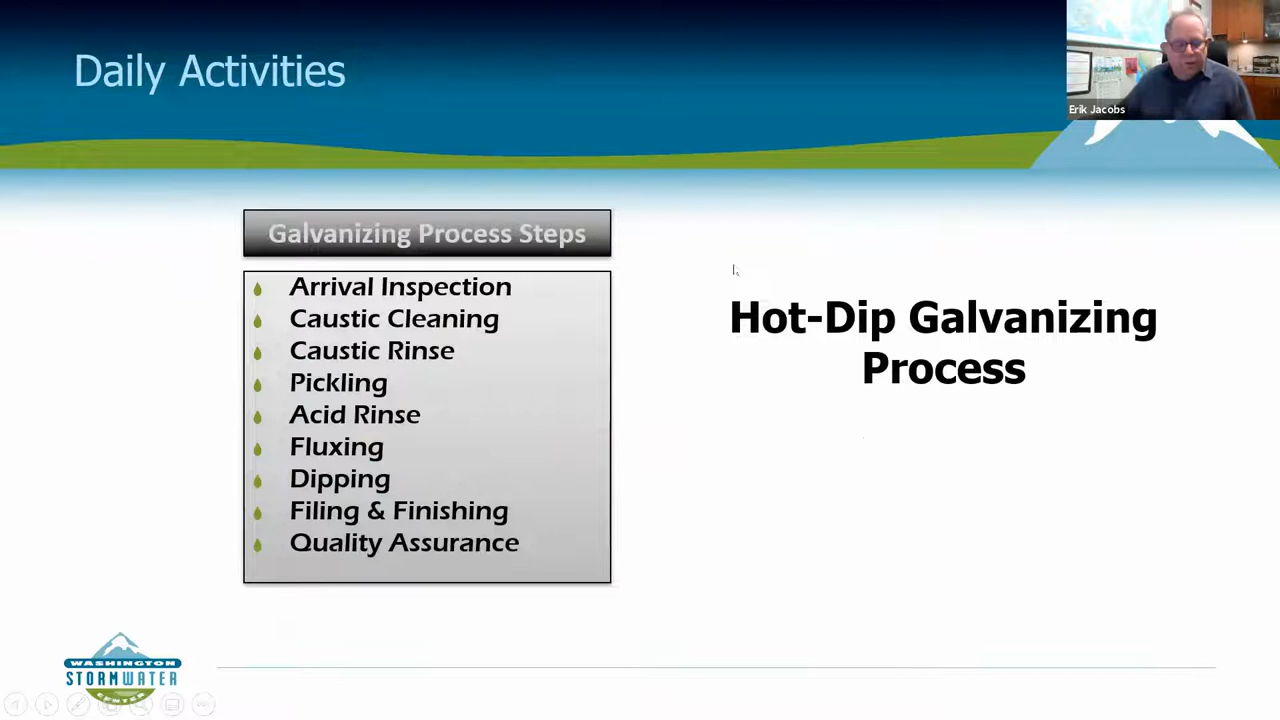 Daily Activities
Erik Jacobs
Galvanizing Process Steps
Arrival Inspection
Caustic Cleaning
Caustic Rinse
Pickling
Acid Rinse
Fluxing
Dipping
Filing & Finishing
Quality Assurance
Hot-Dip Galvanizing
Process
WASHINGTON
STORMWATER
CENTER